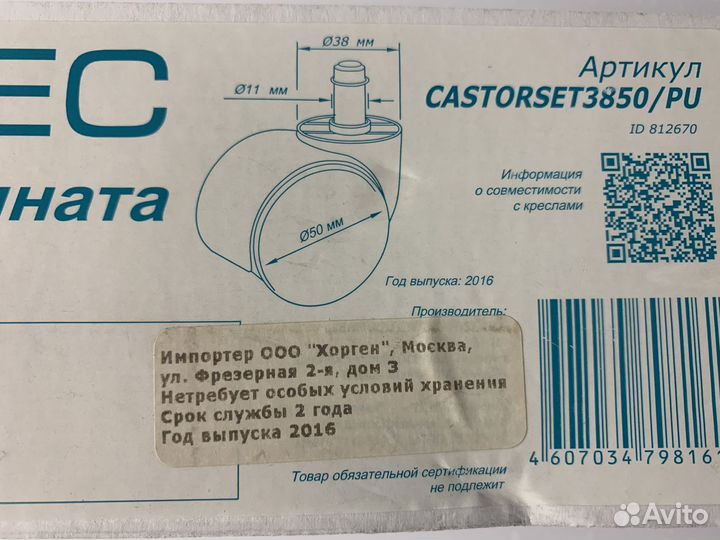 Ø38 мм
Ø11 мм
Артикул
CASTORSET3850/PU
ID 812670
Информация
о совместимости
с креслами
Ø50 мм
Год выпуска: 2016
Производитель:
Импортер ООО "Хорген", Москва,
ул. Фрезерная 2-я, дом 3
Нетребует особых условий хранения
Срок службы 2 года
Год выпуска 2016
4 607034 79816
Товар обязательной сертификации
не подлежит
Avito